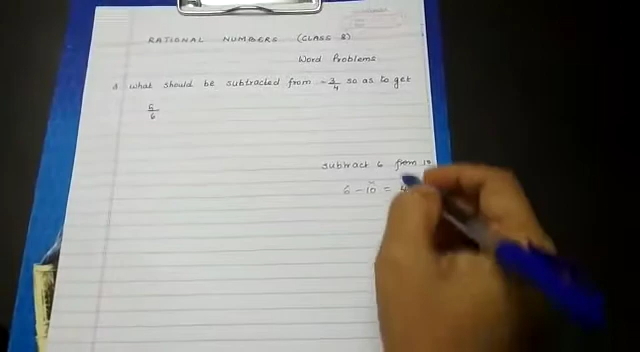 RATIONAL NUMBERS (CLASS 8)
Word Problems
what should be subtracted from -3/4 so as to get
5/6
subtract 6 from 10
6 - 10 =